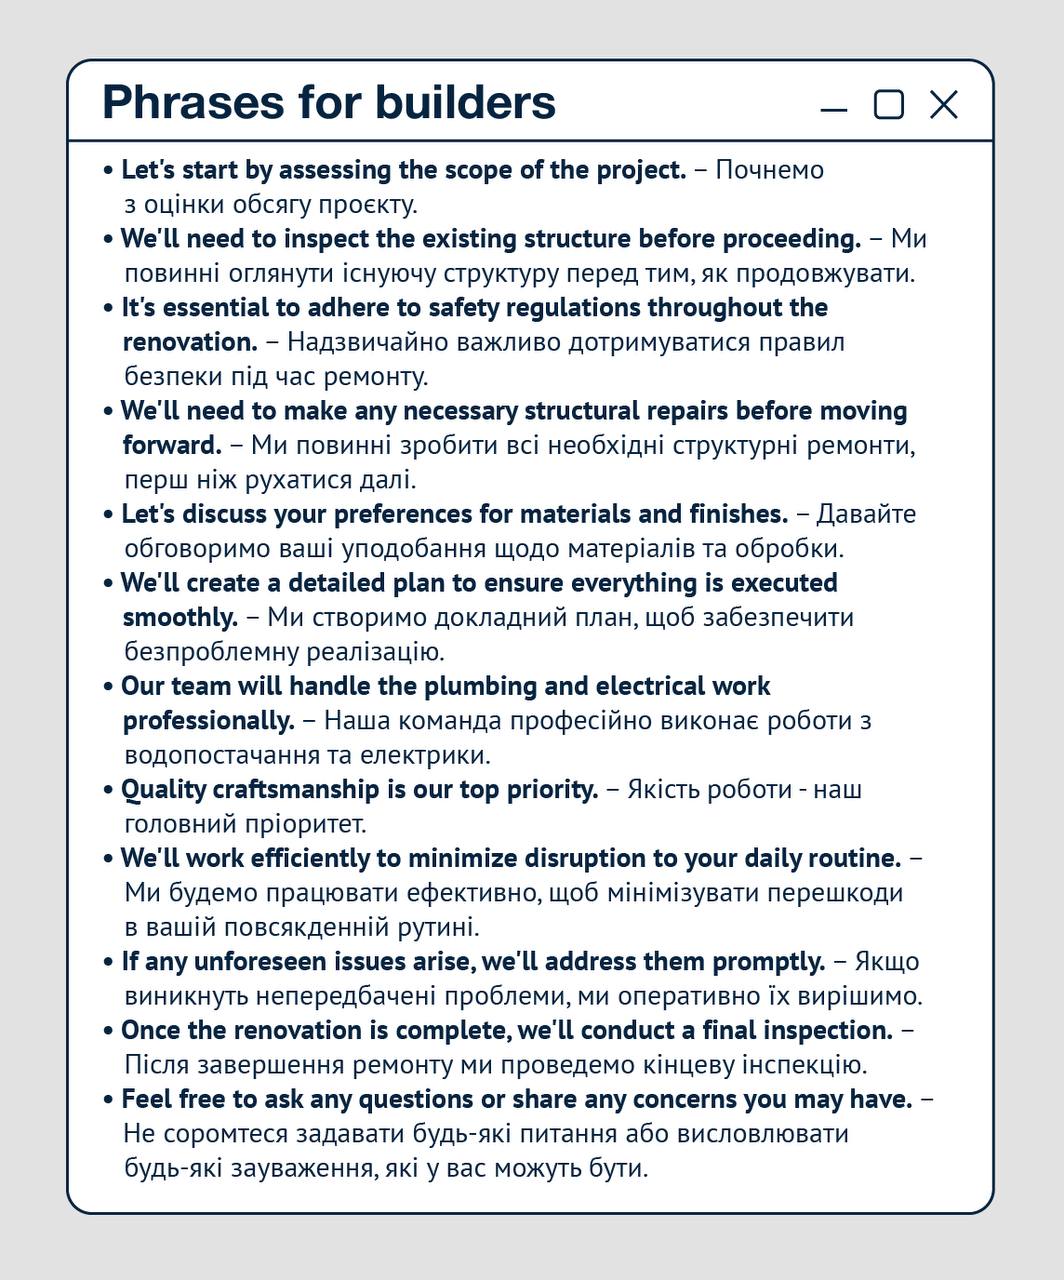 Phrases for builders
• Let's start by assessing the scope of the project. – Почнемо
з оцінки обсягу проєкту.
• We'll need to inspect the existing structure before proceeding. – Ми
повинні оглянути існуючу структуру перед тим, як продовжувати.
• It's essential to adhere to safety regulations throughout the
renovation. – Надзвичайно важливо дотримуватися правил
безпеки під час ремонту.
• We'll need to make any necessary structural repairs before moving
forward. – Ми повинні зробити всі необхідні структурні ремонти,
перш ніж рухатися далі.
• Let's discuss your preferences for materials and finishes. – Давайте
обговоримо ваші уподобання щодо матеріалів та обробки.
• We'll create a detailed plan to ensure everything is executed
smoothly. – Ми створимо докладний план, щоб забезпечити
безпроблемну реалізацію.
• Our team will handle the plumbing and electrical work
professionally. – Наша команда професійно виконає роботи з
водопостачання та електрики.
• Quality craftsmanship is our top priority. – Якість роботи - наш
головний пріоритет.
• We'll work efficiently to minimize disruption to your daily routine. –
Ми будемо працювати ефективно, щоб мінімізувати перешкоди
в вашій повсякденній рутині.
• If any unforeseen issues arise, we'll address them promptly. – Якщо
виникнуть непередбачені проблеми, ми оперативно їх вирішимо.
• Once the renovation is complete, we'll conduct a final inspection. –
Після завершення ремонту ми проведемо кінцеву інспекцію.
• Feel free to ask any questions or share any concerns you may have. –
Не соромтеся задавати будь-які питання або висловлювати
будь-які зауваження, які у вас можуть бути.